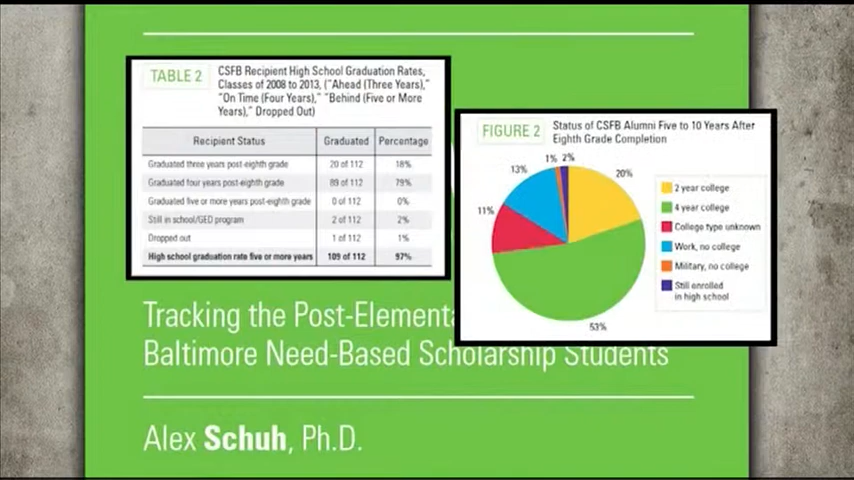 TABLE 2
CSFB Recipient High School Graduation Rates,
Classes of 2008 to 2013, ("Ahead (Three Years),"
"On Time (Four Years)," "Behind (Five or More
Years)," Dropped Out)
Recipient Status Graduated Percentage
Graduated three years post-eighth grade 20 of 112 18%
Graduated four years post-eighth grade 89 of 112 79%
Graduated five or more years post-eighth grade 0 of 112 0%
Still in school/GED program 2 of 112 2%
Dropped out 1 of 112 1%
High school graduation rate five or more years 109 of 112 97%
FIGURE 2
Status of CSFB Alumni Five to 10 Years After
Eighth Grade Completion
1% 2%
13%
20%
11%
53%
2 year college
4 year college
College type unknown
Work, no college
Military, no college
Still enrolled
in high school
Tracking the Post-Elementa
Baltimore Need-Based Scholarship Students
Alex Schuh, Ph.D.